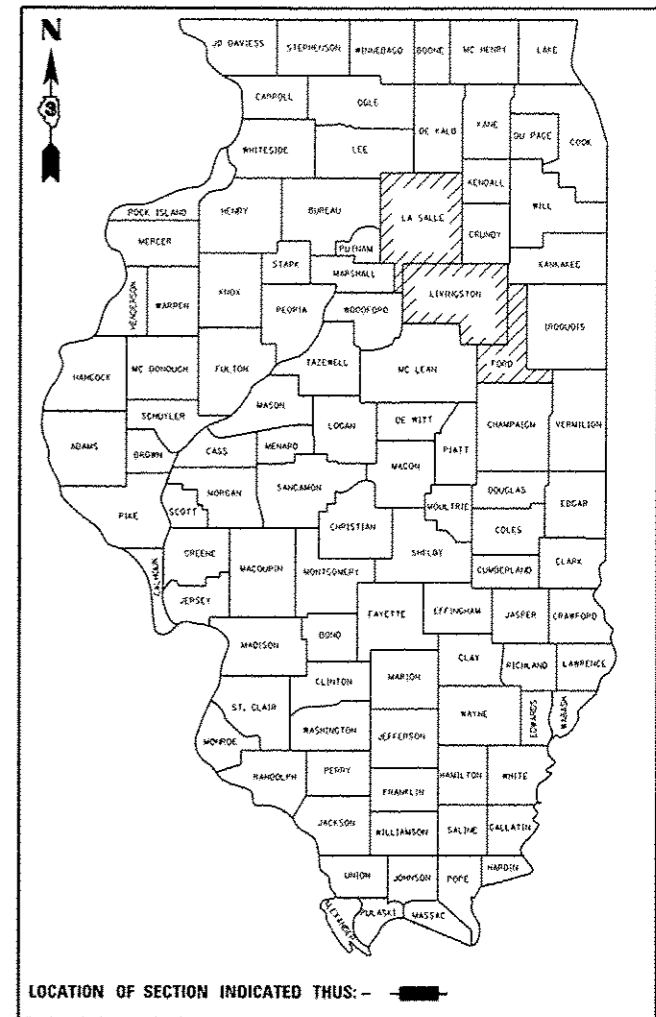 N
3
JO DAVIESS STEPHENSON WINNEBAGO BOONE MC HENRY LAKE
CARROLL OGLE DE KALB KANE DU PAGE COOK
WHITESIDE LEE
KENDALL WILL
LA SALLE
ROCK ISLAND HENRY BUREAU GRUNDY
MERCER PUTNAM KANKAKEE
STARK MARSHALL
HENDERSON WARREN KNOX PEORIA WOODFORD LIVINGSTON IROQUOIS
FORD
HANCOCK MC DONOUGH FULTON TAZEWELL MC LEAN
MASON
SCHUYLER LOGAN DE WITT CHAMPAIGN VERMILION
ADAMS BROWN CASS MENARD MACON PIATT
MORGAN SANGAMON DOUGLAS EDGAR
PIKE SCOTT CHRISTIAN MOULTRIE COLES
GREENE SHELBY
CALHOUN MACOUPIN MONTGOMERY CUMBERLAND CLARK
JERSEY FAYETTE EFFINGHAM JASPER CRAWFORD
MADISON BOND CLAY RICHLAND LAWRENCE
CLINTON MARION
ST. CLAIR WAYNE EDWARDS WABASH
MONROE WASHINGTON JEFFERSON
RANDOLPH PERRY HAMILTON WHITE
FRANKLIN
JACKSON WILLIAMSON SALINE GALLATIN
UNION JOHNSON POPE HARDIN
ALEXANDER PULASKI MASSAC
LOCATION OF SECTION INDICATED THUS: -